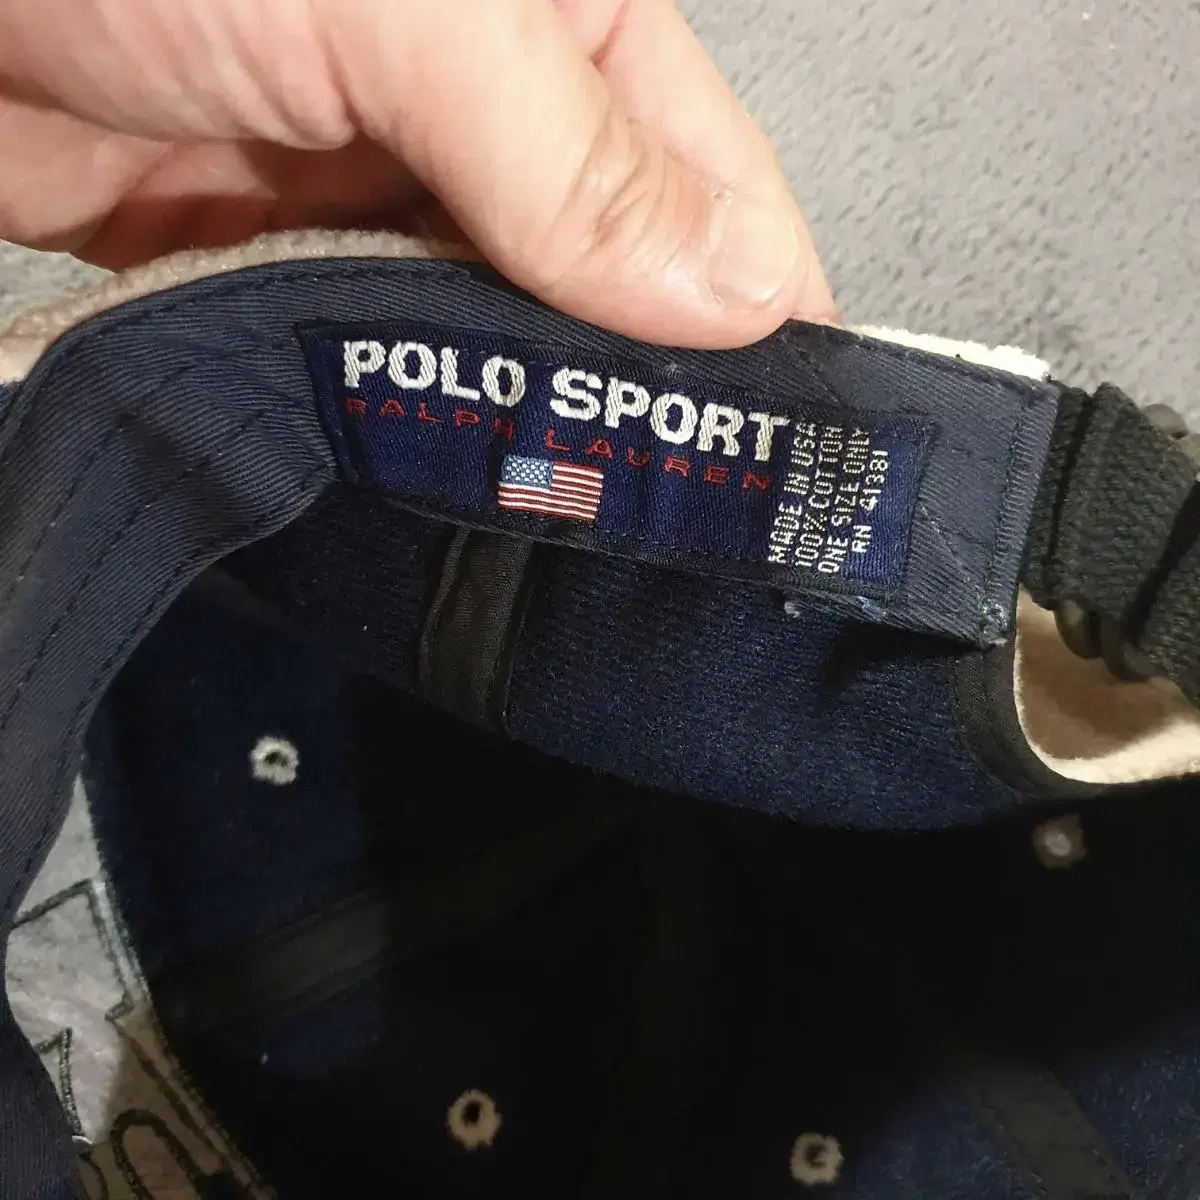 POLO SPORT
RALPH LAUREN
MADE IN USA
100% COTTON
ONE SIZE ONLY
RN 41381